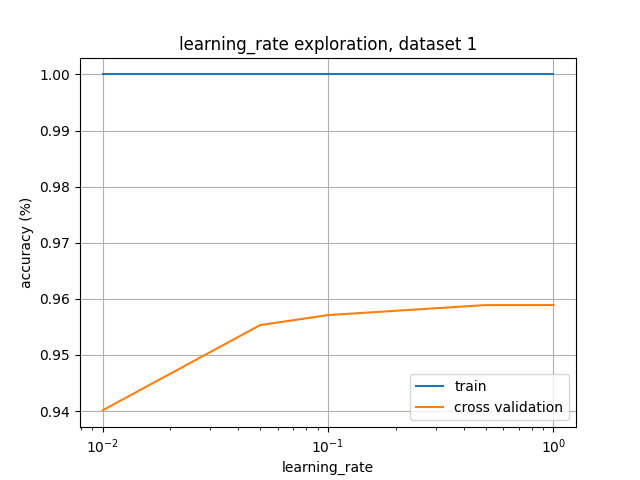 learning_rate exploration, dataset 1
accuracy (%)
1.00
0.99
0.98
0.97
0.96
0.95
0.94
train
cross validation
10⁻²
10⁻¹
10⁰
learning_rate